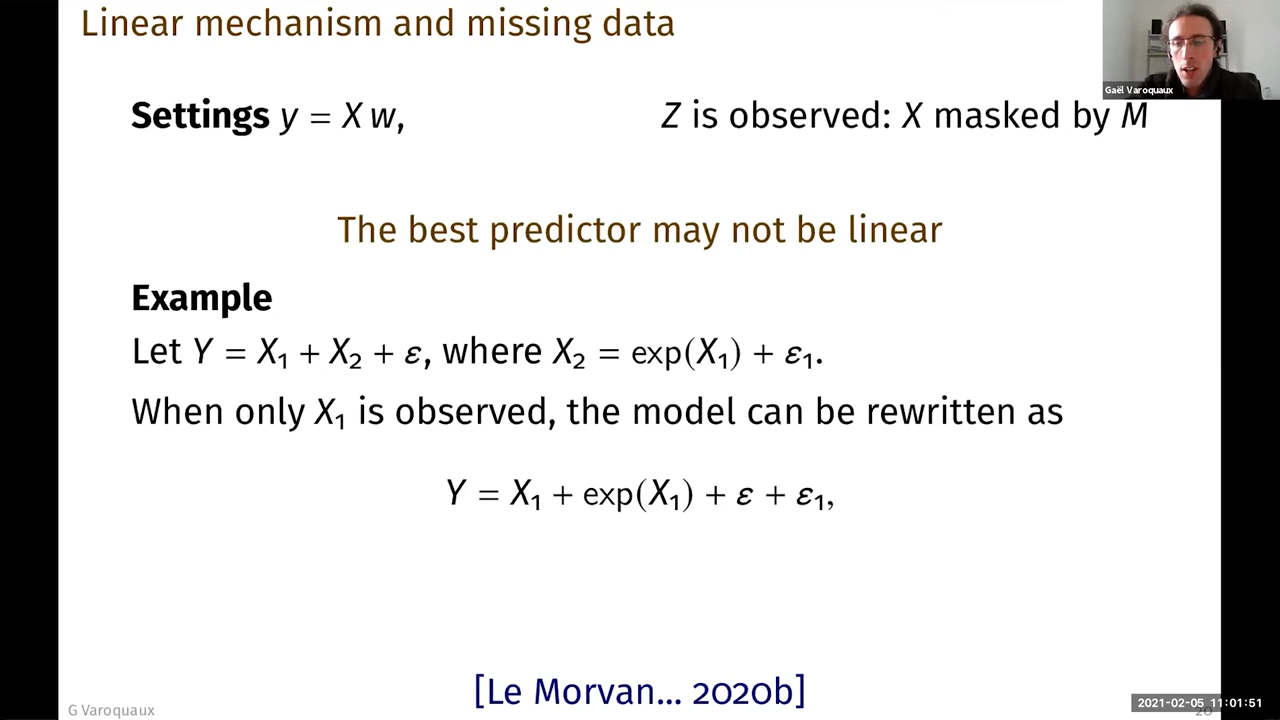 Linear mechanism and missing data
Gaël Varoquaux
Settings y = X w, Z is observed: X masked by M
The best predictor may not be linear
Example
Let Y = X₁ + X₂ + ε, where X₂ = exp(X₁) + ε₁.
When only X₁ is observed, the model can be rewritten as
Y = X₁ + exp(X₁) + ε + ε₁,
[Le Morvan... 2020b]
G Varoquaux
2021-02-05 11:01:51
20